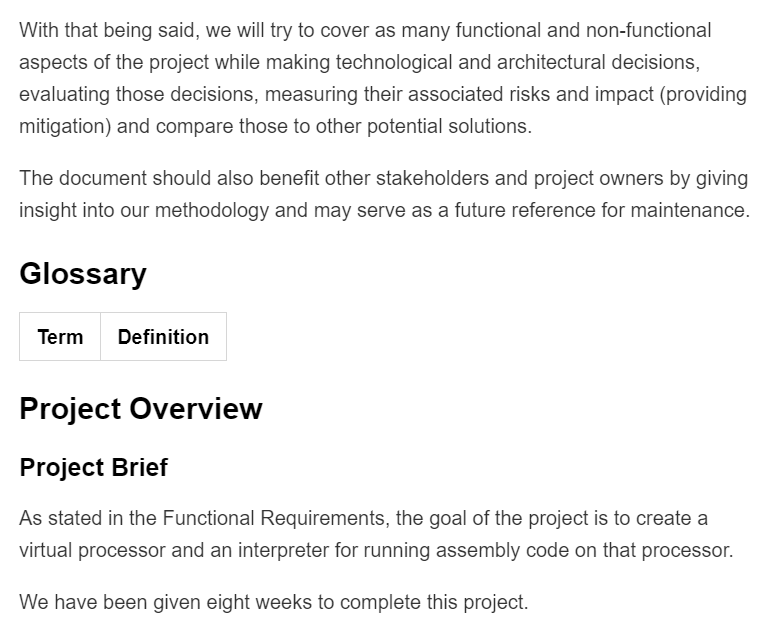 With that being said, we will try to cover as many functional and non-functional
aspects of the project while making technological and architectural decisions,
evaluating those decisions, measuring their associated risks and impact (providing
mitigation) and compare those to other potential solutions.
The document should also benefit other stakeholders and project owners by giving
insight into our methodology and may serve as a future reference for maintenance.
Glossary
Term Definition
Project Overview
Project Brief
As stated in the Functional Requirements, the goal of the project is to create a
virtual processor and an interpreter for running assembly code on that processor.
We have been given eight weeks to complete this project.